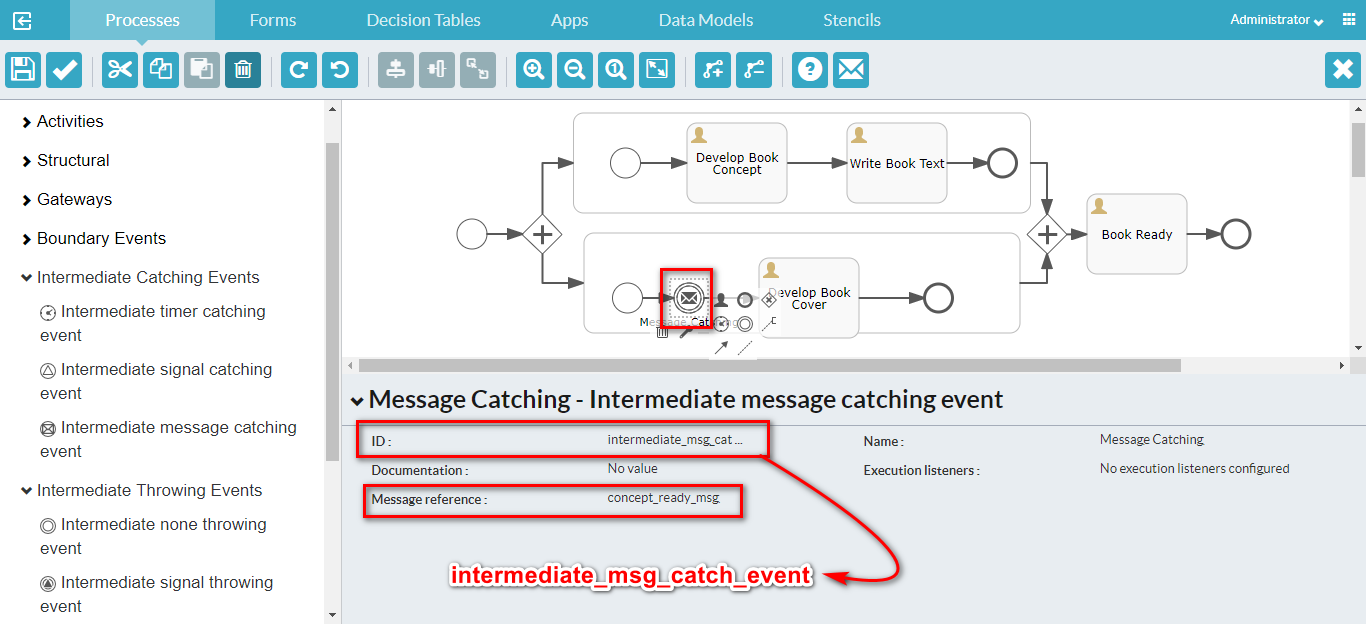 Processes
Forms
Decision Tables
Apps
Data Models
Stencils
Administrator
Activities
Structural
Gateways
Boundary Events
Intermediate Catching Events
Intermediate timer catching
event
Intermediate signal catching
event
Intermediate message catching
event
Intermediate Throwing Events
Intermediate none throwing
event
Intermediate signal throwing
event
Develop Book
Concept
Write Book Text
Book Ready
Message Catching
Develop Book
Cover
Message Catching - Intermediate message catching event
ID :
intermediate_msg_cat ...
Name :
Message Catching
Documentation :
No value
Execution listeners :
No execution listeners configured
Message reference :
concept_ready_msg
intermediate_msg_catch_event